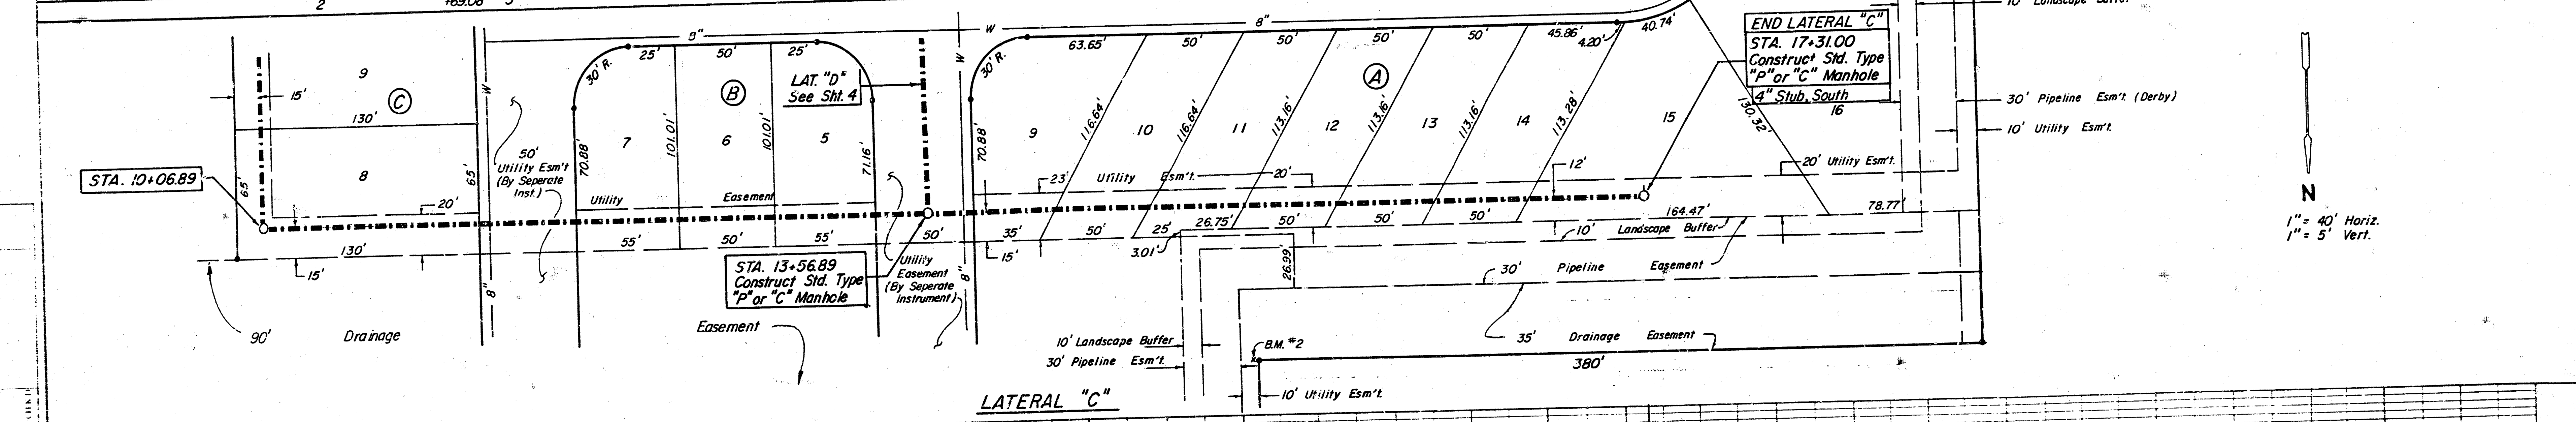 2
+69.08
10' Landscape Buffer
9
15'
C
130'
8
65'
65'
20'
STA. 10+06.89
130'
15'
90'
Drainage
8"
W
8"
50'
Utility Esm't
(By Seperate
Inst.)
30' R.
25'
50'
25'
B
7
6
5
70.88'
101.01'
101.01'
71.16'
Utility Easement
55'
50'
55'
50'
LAT. "D"
See Sht. 4
STA. 13+56.89
Construct Std. Type
"P" or "C" Manhole
Utility
Easement
(By Seperate
Instrument)
Easement
W
W
8"
8"
30' R.
63.65'
50'
50'
50'
50'
45.86'
4.20'
40.74'
A
9
10
11
12
13
14
15
16
70.88'
116.64'
116.64'
113.16'
113.16'
113.16'
113.28'
130.32'
23' Utility Esm't. 20'
12'
20' Utility Esm't.
35'
15'
50'
25'
3.01'
26.75'
50'
50'
50'
50'
164.47'
78.77'
10' Landscape Buffer
26.99'
30' Pipeline Easement
35' Drainage Easement
380'
10' Landscape Buffer
30' Pipeline Esm't.
B.M. #2
10' Utility Esm't.
END LATERAL "C"
STA. 17+31.00
Construct Std. Type
"P" or "C" Manhole
4" Stub, South
30' Pipeline Esm't. (Derby)
10' Utility Esm't.
N
1" = 40' Horiz.
1" = 5' Vert.
LATERAL "C"